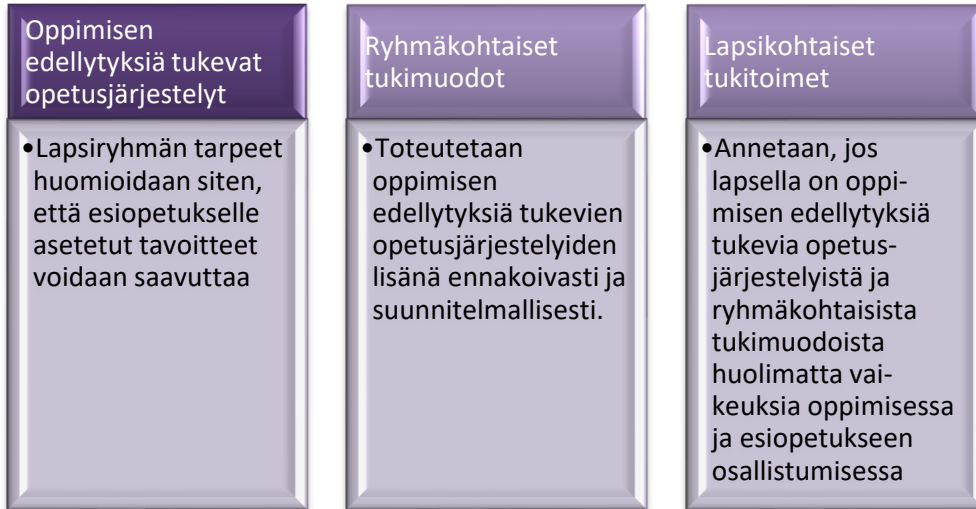 Oppimisen
edellytyksiä tukevat
opetusjärjestelyt
•Lapsiryhmän tarpeet
huomioidaan siten,
että esiopetukselle
asetetut tavoitteet
voidaan saavuttaa
Ryhmäkohtaiset
tukimuodot
•Toteutetaan
oppimisen
edellytyksiä tukevien
opetusjärjestelyiden
lisänä ennakoivasti ja
suunnitelmallisesti.
Lapsikohtaiset
tukitoimet
•Annetaan, jos
lapsella on oppi-
misen edellytyksiä
tukevia opetus-
järjestelyistä ja
ryhmäkohtaisista
tukimuodoista
huolimatta vai-
keuksia oppimisessa
ja esiopetukseen
osallistumisessa